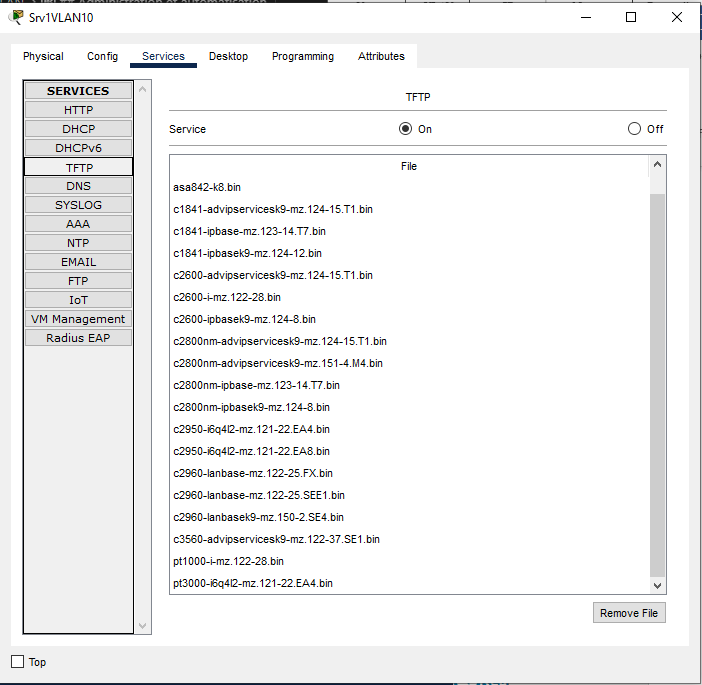 Srv1VLAN10
Physical Config Services Desktop Programming Attributes
SERVICES
HTTP
DHCP
DHCPv6
TFTP
DNS
SYSLOG
AAA
NTP
EMAIL
FTP
IoT
VM Management
Radius EAP
TFTP
Service On Off
File
asa842-k8.bin
c1841-advipservicesk9-mz.124-15.T1.bin
c1841-ipbase-mz.123-14.T7.bin
c1841-ipbasek9-mz.124-12.bin
c2600-advipservicesk9-mz.124-15.T1.bin
c2600-i-mz.122-28.bin
c2600-ipbasek9-mz.124-8.bin
c2800nm-advipservicesk9-mz.124-15.T1.bin
c2800nm-advipservicesk9-mz.151-4.M4.bin
c2800nm-ipbase-mz.123-14.T7.bin
c2800nm-ipbasek9-mz.124-8.bin
c2950-i6q4l2-mz.121-22.EA4.bin
c2950-i6q4l2-mz.121-22.EA8.bin
c2960-lanbase-mz.122-25.FX.bin
c2960-lanbase-mz.122-25.SEE1.bin
c2960-lanbasek9-mz.150-2.SE4.bin
c3560-advipservicesk9-mz.122-37.SE1.bin
pt1000-i-mz.122-28.bin
pt3000-i6q4l2-mz.121-22.EA4.bin
Remove File
Top